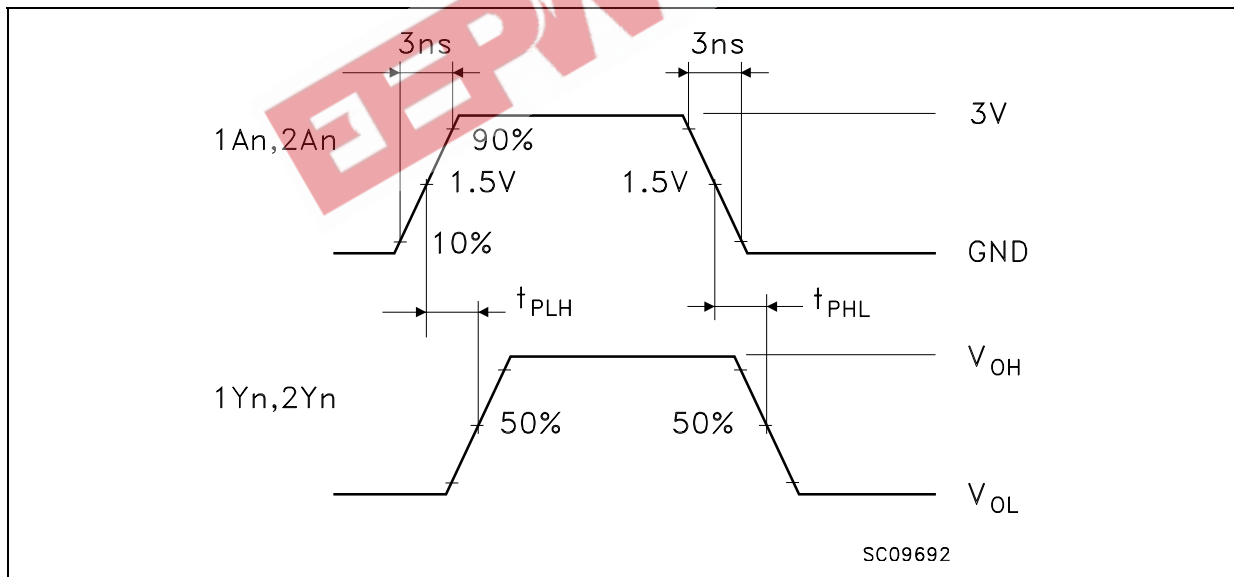 3ns 3ns
3V
1An,2An 90%
1.5V 1.5V
10% GND
tPLH tPHL
VOH
1Yn,2Yn
50% 50%
VOL
SC09692